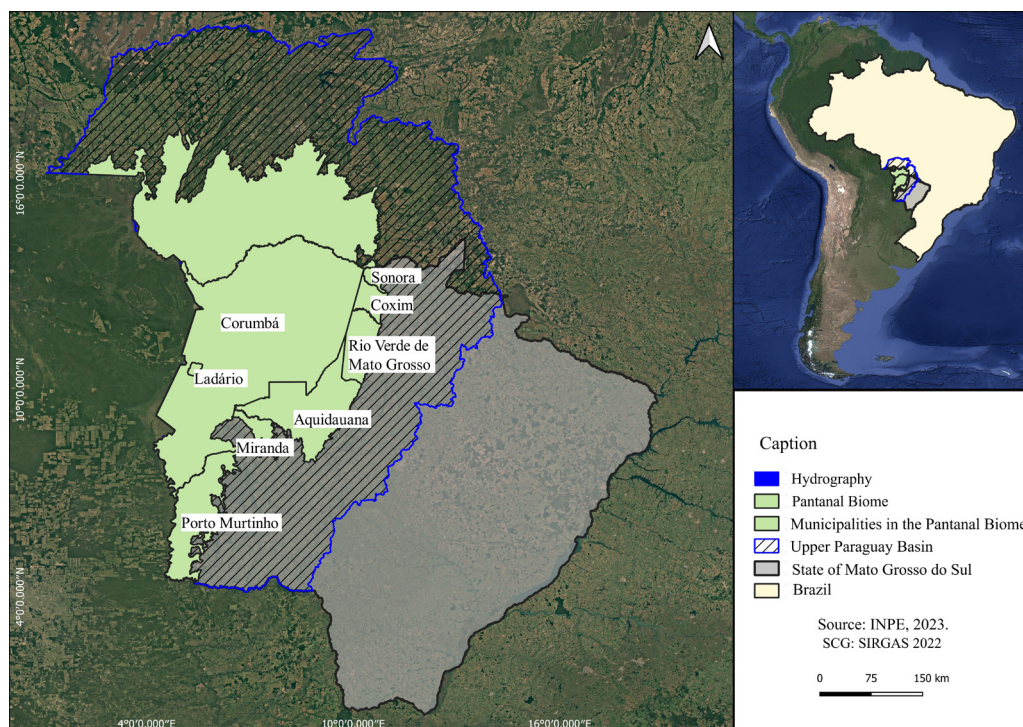 16°0'0.000"N
10°0'0.000"N
4°0'0.000"N
Sonora
Coxim
Corumbá
Rio Verde de
Mato Grosso
Ladário
Aquidauana
Miranda
Porto Murtinho
4°0'0.000"E
10°0'0.000"E
16°0'0.000"E
Caption
Hydrography
Pantanal Biome
Municipalities in the Pantanal Biome
Upper Paraguay Basin
State of Mato Grosso do Sul
Brazil
Source: INPE, 2023.
SCG: SIRGAS 2022
0 75 150 km